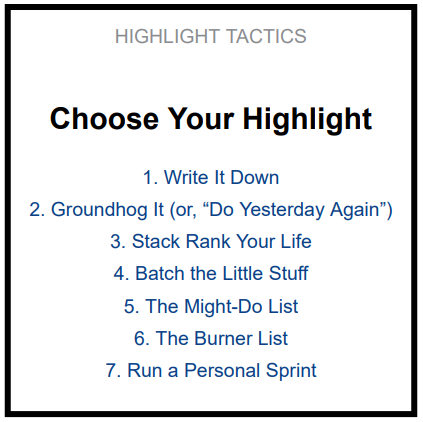 HIGHLIGHT TACTICS
Choose Your Highlight
1. Write It Down
2. Groundhog It (or, “Do Yesterday Again”)
3. Stack Rank Your Life
4. Batch the Little Stuff
5. The Might-Do List
6. The Burner List
7. Run a Personal Sprint